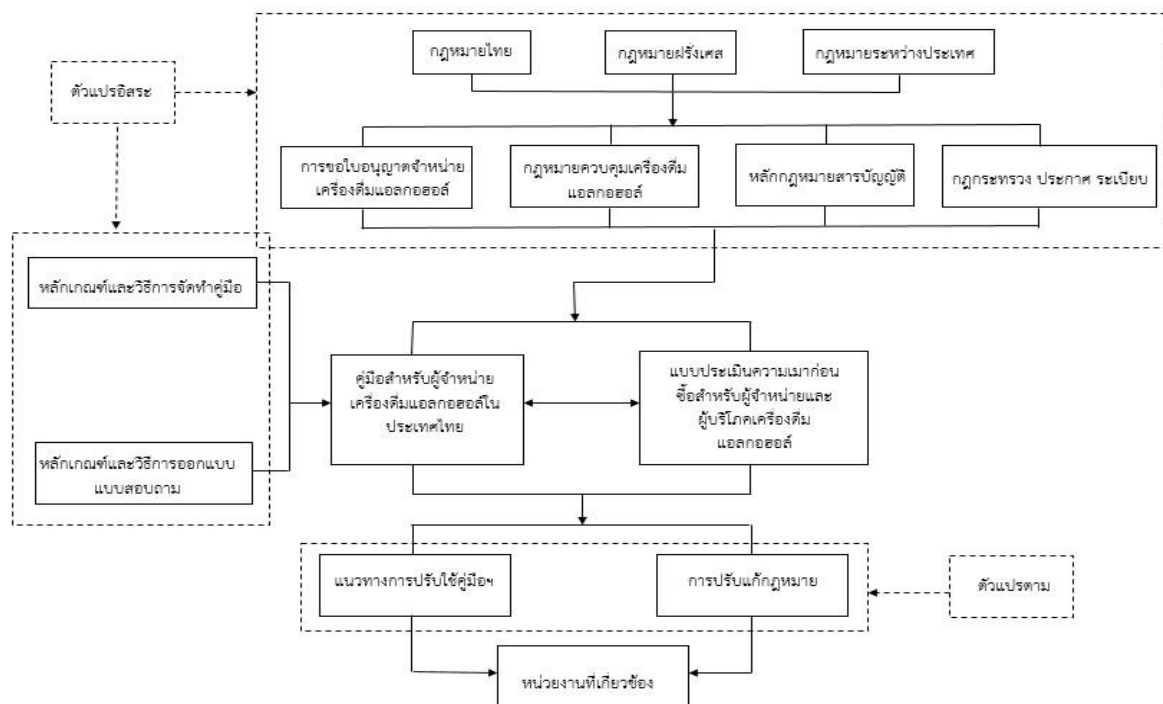 กฎหมายไทย
กฎหมายฝรั่งเศส
กฎหมายระหว่างประเทศ
ตัวแปรอิสระ
การขอใบอนุญาตจำหน่าย
เครื่องดื่มแอลกอฮอล์
กฎหมายควบคุมเครื่องดื่ม
แอลกอฮอล์
หลักกฎหมายสารบัญญัติ
กฎกระทรวง ประกาศ ระเบียบ
หลักเกณฑ์และวิธีการจัดทำคู่มือ
คู่มือสำหรับผู้จำหน่าย
เครื่องดื่มแอลกอฮอล์ใน
ประเทศไทย
แบบประเมินความเมาก่อน
ซื้อสำหรับผู้จำหน่ายและ
ผู้บริโภคเครื่องดื่ม
แอลกอฮอล์
หลักเกณฑ์และวิธีการออกแบบ
แบบสอบถาม
แนวทางการปรับใช้คู่มือฯ
การปรับแก้กฎหมาย
ตัวแปรตาม
หน่วยงานที่เกี่ยวข้อง